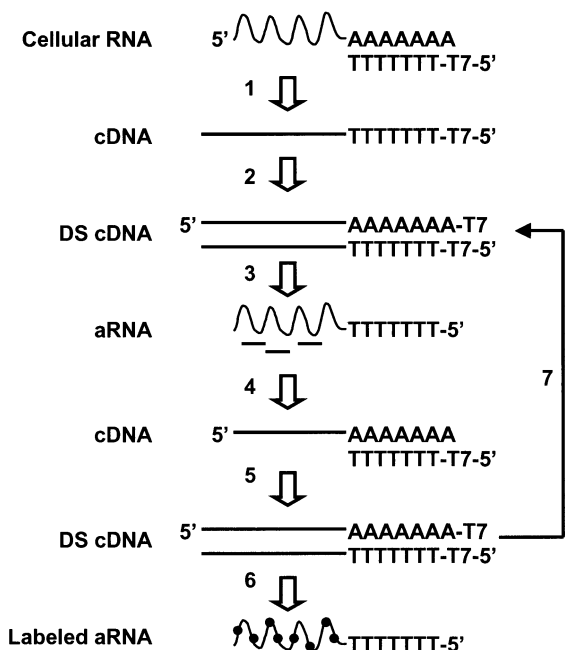 Cellular RNA 5’ AAAAAAA
TTTTTTT-T7-5’
1
cDNA TTTTTTT-T7-5’
2
5’ AAAAAAA-T7
DS cDNA TTTTTTT-T7-5’
3
aRNA TTTTTTT-5’
4
7
cDNA 5’ AAAAAAA
TTTTTTT-T7-5’
5
5’ AAAAAAA-T7
DS cDNA TTTTTTT-T7-5’
6
Labeled aRNA TTTTTTT-5’